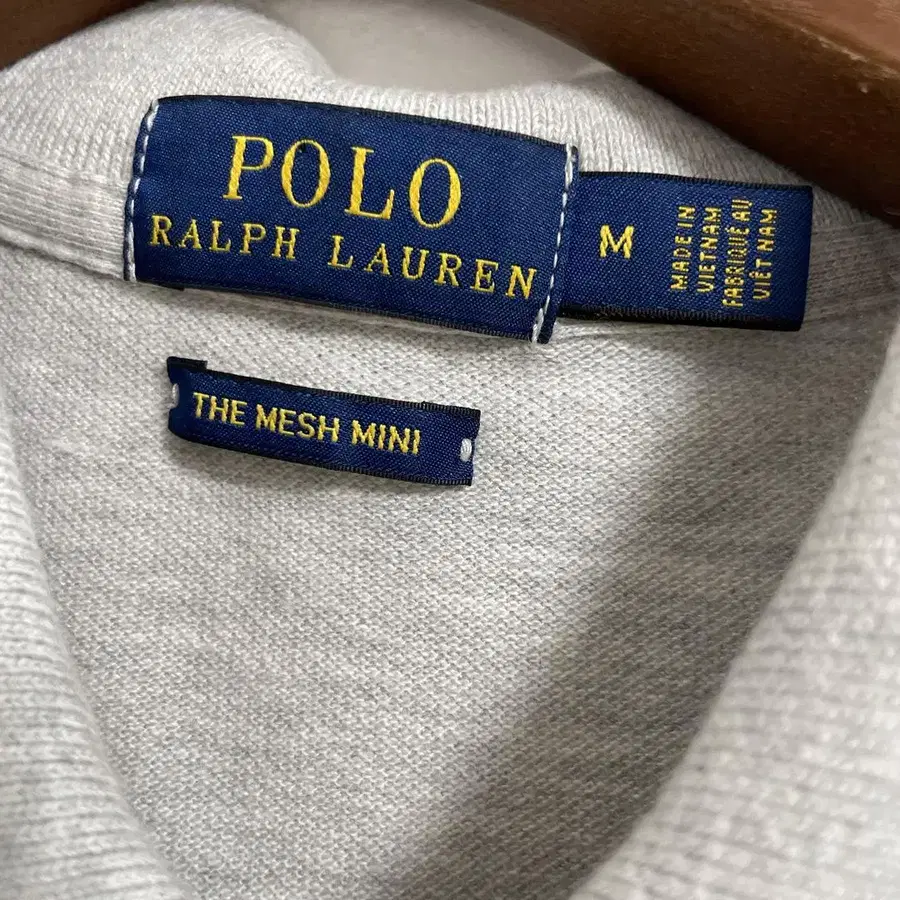 POLO
RALPH LAUREN
M
MADE IN
VIETNAM
FABRIQUÉ AU
VIÊT NAM
THE MESH MINI